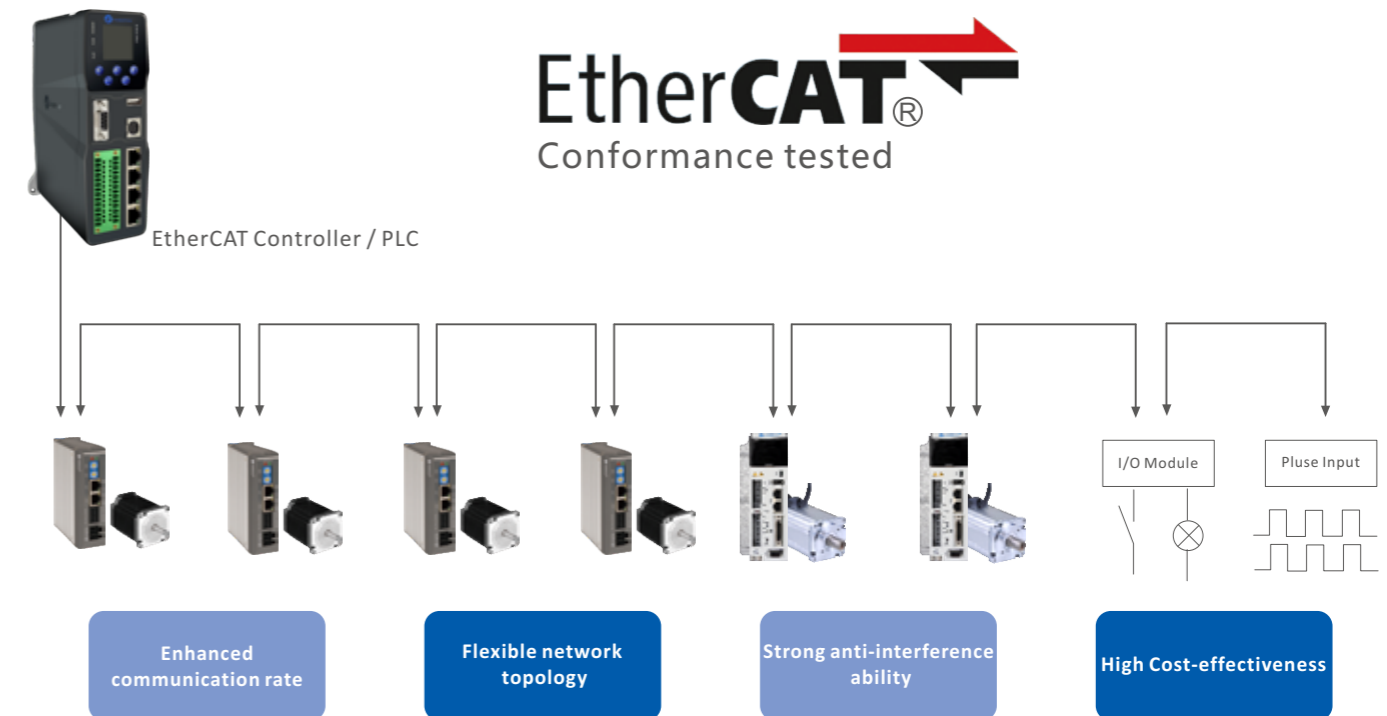 EtherCAT®
Conformance tested
EtherCAT Controller / PLC
I/O Module
Pluse Input
Enhanced
communication rate
Flexible network
topology
Strong anti-interference
ability
High Cost-effectiveness